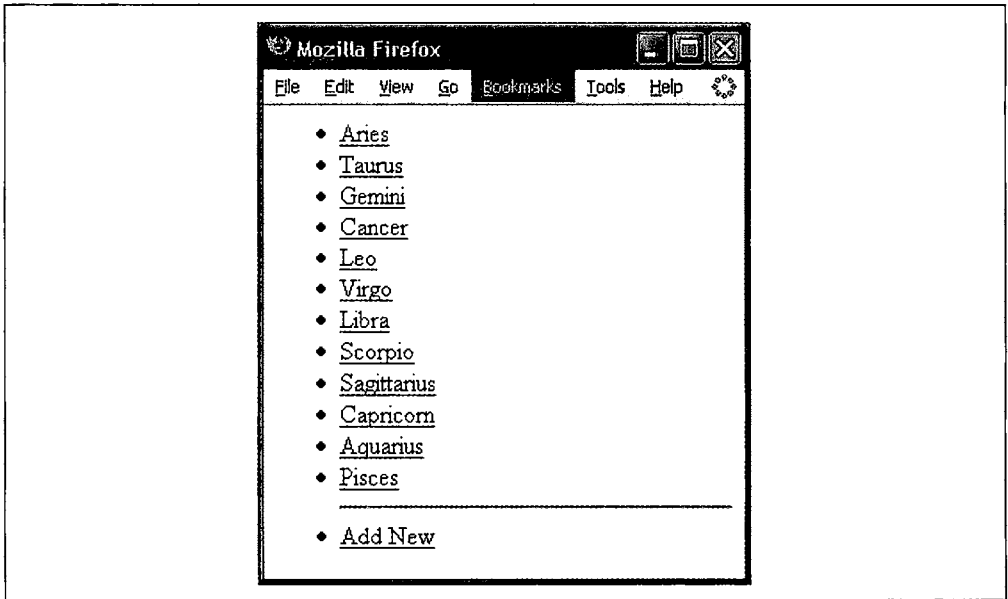 Mozilla Firefox
File Edit View Go Bookmarks Tools Help
• Aries
• Taurus
• Gemini
• Cancer
• Leo
• Virgo
• Libra
• Scorpio
• Sagittarius
• Capricorn
• Aquarius
• Pisces
• Add New